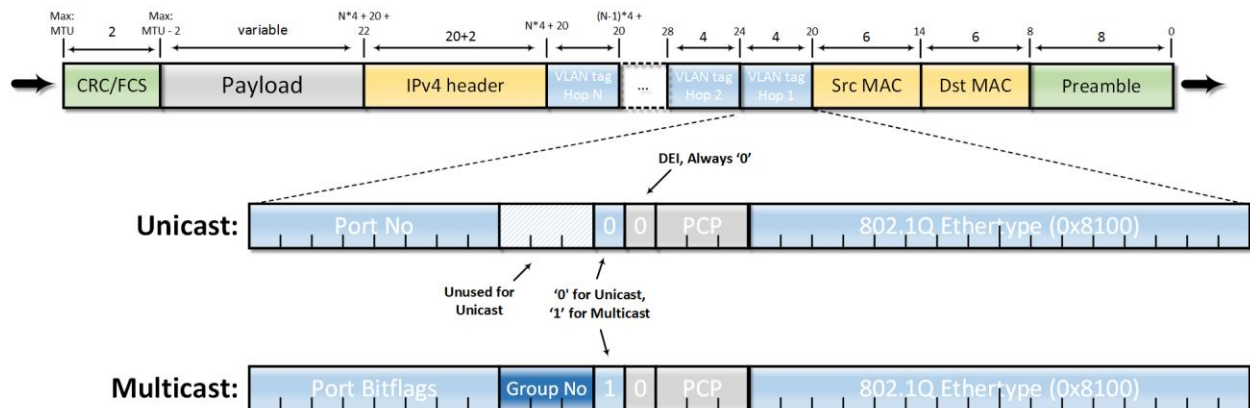 Max:
MTU
2
Max:
MTU - 2
variable
N*4 + 20 +
22
20+2
N*4 + 20
(N-1)*4 +
20
28
4
24
4
20
6
14
6
8
8
0
CRC/FCS
Payload
IPv4 header
VLAN tag
Hop N
...
VLAN tag
Hop 2
VLAN tag
Hop 1
Src MAC
Dst MAC
Preamble
DEI, Always ‘0’
Unicast:
Port No
0
0
PCP
802.1Q Ethertype (0x8100)
Unused for
Unicast
‘0' for Unicast,
‘1’ for Multicast
Multicast:
Port Bitflags
Group No
1
0
PCP
802.1Q Ethertype (0x8100)